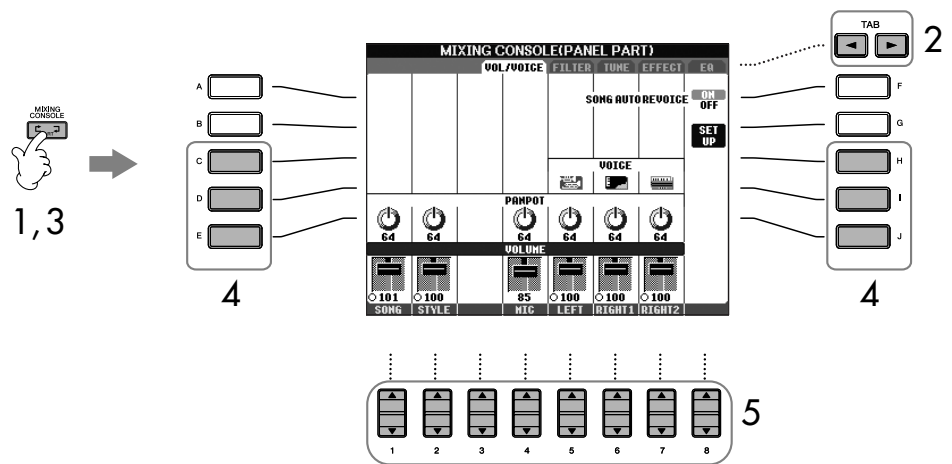 TAB
2
MIXING CONSOLE(PANEL PART)
VOL/VOICE FILTER TUNE EFFECT EQ
A
F
SONG AUTO REVOICE ON
OFF
MIXING
CONSOLE
B
G
SET
UP
C
H
VOICE
1,3
D
I
PANPOT
E
J
64 64 64 64 64 64
VOLUME
4
4
101 100 85 100 100 100
SONG STYLE MIC LEFT RIGHT1 RIGHT2
5
1 2 3 4 5 6 7 8